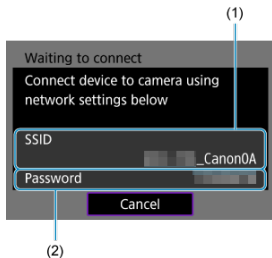 (1)
Waiting to connect
Connect device to camera using
network settings below
SSID
_Canon0A
Password
Cancel
(2)